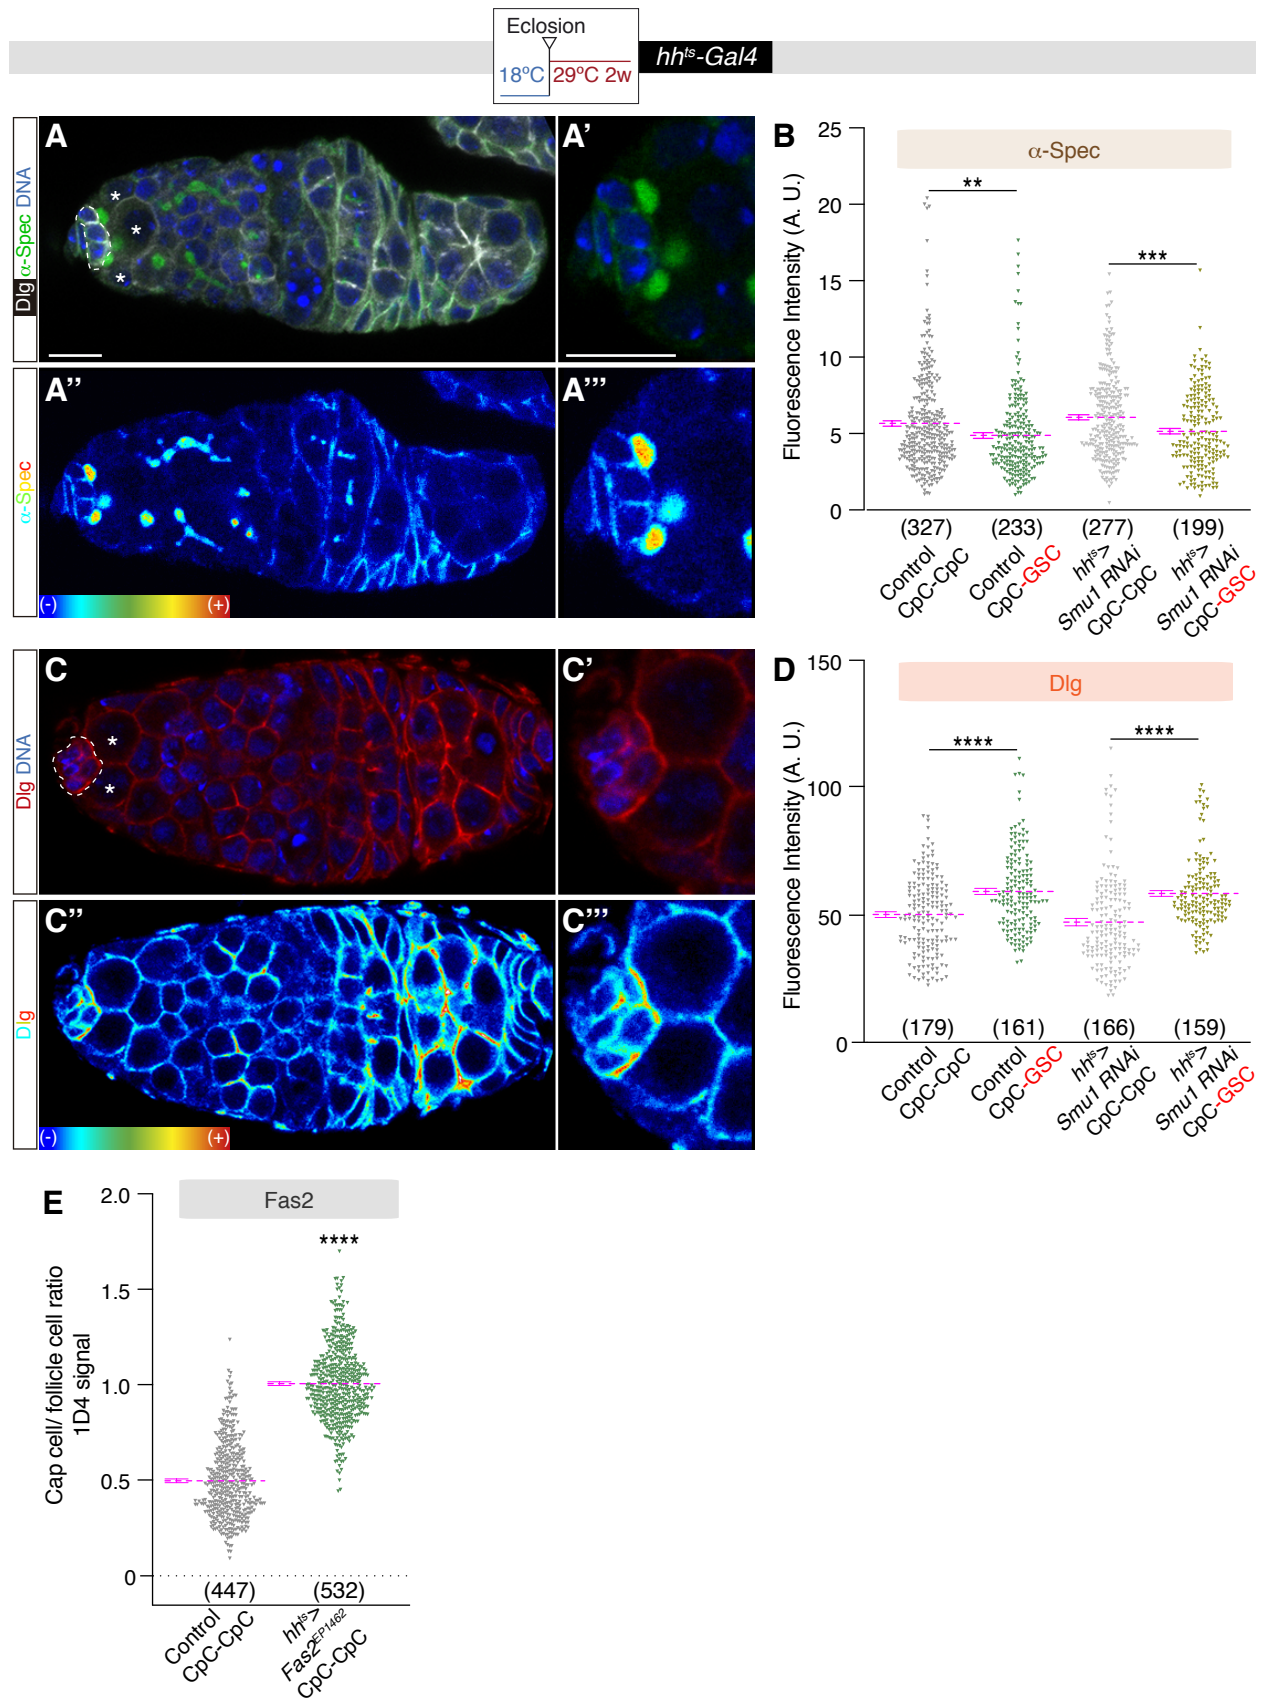 Eclosion
18ºC 29ºC 2w
hhts-Gal4
Dlg α-Spec DNA
A
A'
α-Spec
A''
A'''
(-) (+)
B
α-Spec
Fluorescence Intensity (A. U.)
25
20
15
10
5
0
**
***
(327) (233) (277) (199)
Control
CpC-CpC
Control
CpC-GSC
hhts>
Smu1 RNAi
CpC-CpC
hhts>
Smu1 RNAi
CpC-GSC
Dlg DNA
C
C'
Dlg
C''
C'''
(-) (+)
D
Dlg
Fluorescence Intensity (A. U.)
150
100
50
0
****
****
(179) (161) (166) (159)
Control
CpC-CpC
Control
CpC-GSC
hhts>
Smu1 RNAi
CpC-CpC
hhts>
Smu1 RNAi
CpC-GSC
E
Fas2
Cap cell/ follicle cell ratio
1D4 signal
2.0
1.5
1.0
0.5
0
****
(447) (532)
Control
CpC-CpC
hhts>
Fas2EP1462
CpC-CpC